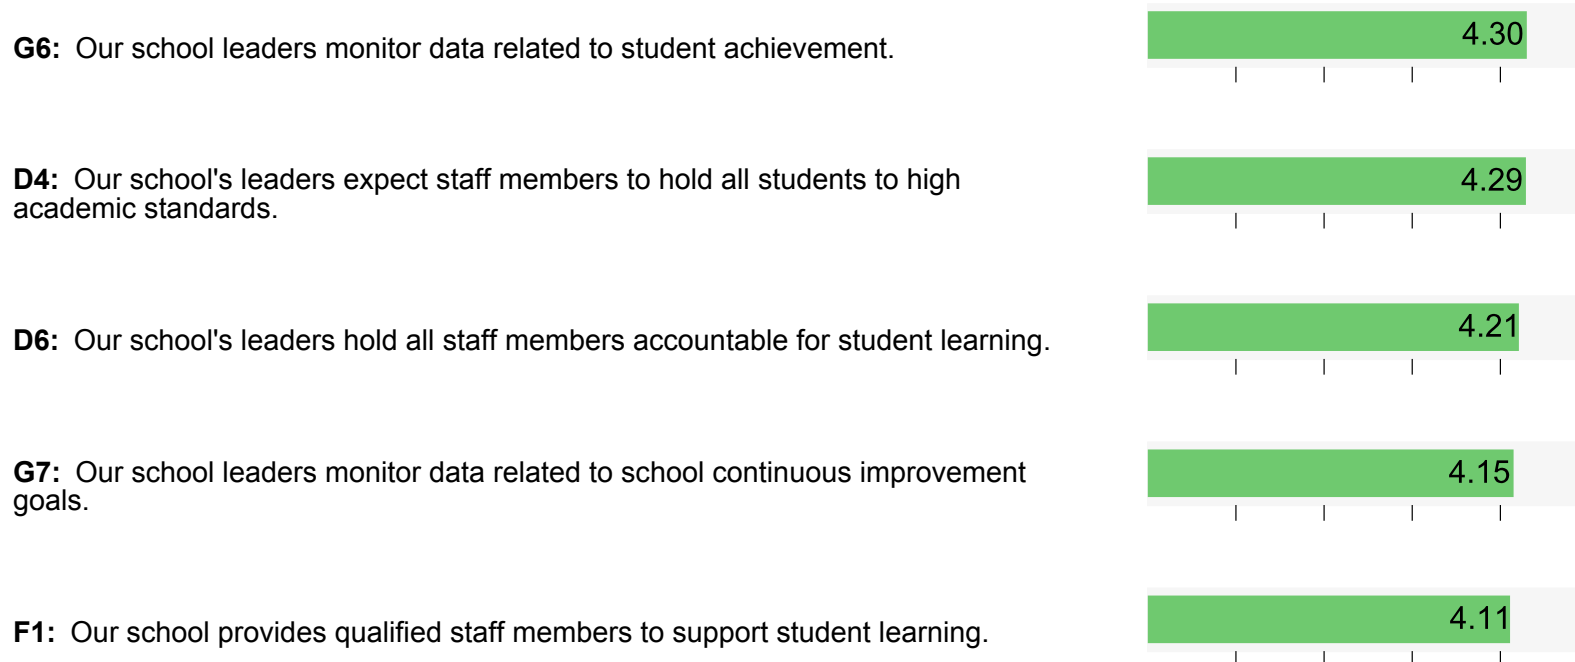 G6: Our school leaders monitor data related to student achievement.
4.30
D4: Our school's leaders expect staff members to hold all students to high
academic standards.
4.29
D6: Our school's leaders hold all staff members accountable for student learning.
4.21
G7: Our school leaders monitor data related to school continuous improvement
goals.
4.15
F1: Our school provides qualified staff members to support student learning.
4.11